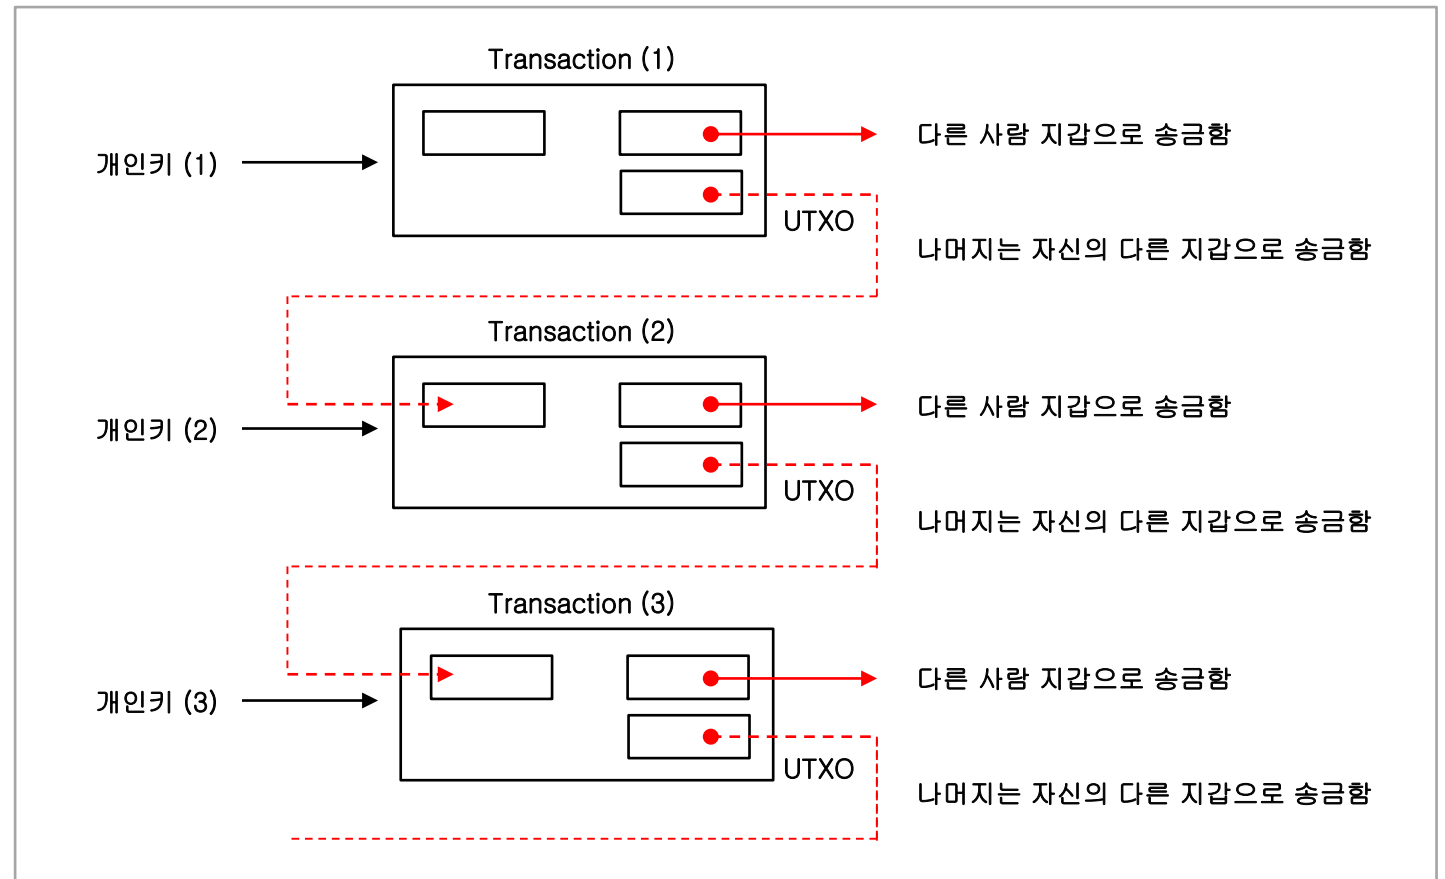 Transaction (1)
다른 사람 지갑으로 송금함
개인키 (1)
UTXO
나머지는 자신의 다른 지갑으로 송금함
Transaction (2)
다른 사람 지갑으로 송금함
개인키 (2)
UTXO
나머지는 자신의 다른 지갑으로 송금함
Transaction (3)
다른 사람 지갑으로 송금함
개인키 (3)
UTXO
나머지는 자신의 다른 지갑으로 송금함